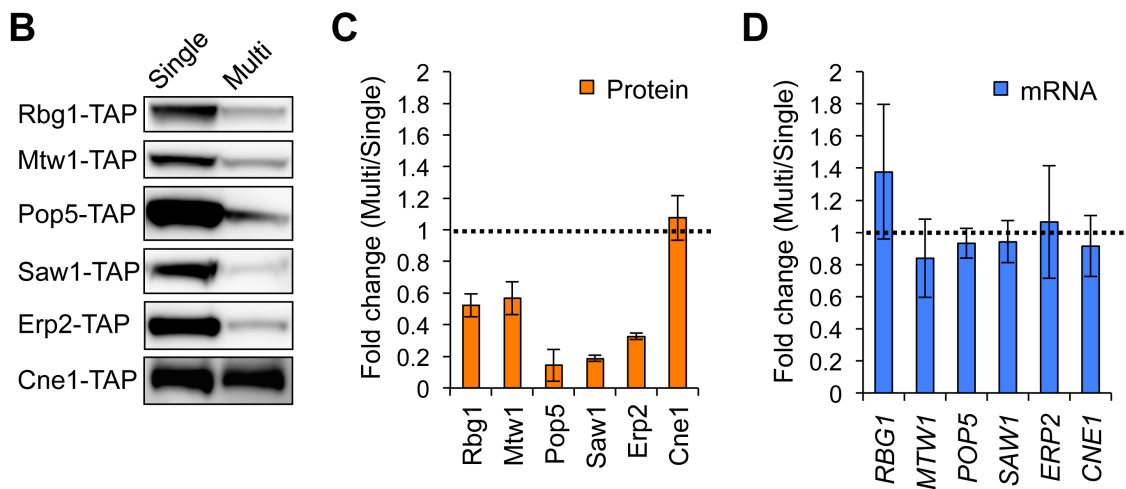 B
Single Multi
Rbg1-TAP
Mtw1-TAP
Pop5-TAP
Saw1-TAP
Erp2-TAP
Cne1-TAP
C
Fold change (Multi/Single)
2
1.8
1.6
1.4
1.2
1
0.8
0.6
0.4
0.2
0
Protein
Rbg1 Mtw1 Pop5 Saw1 Erp2 Cne1
D
Fold change (Multi/Single)
2
1.8
1.6
1.4
1.2
1
0.8
0.6
0.4
0.2
0
mRNA
RBG1 MTW1 POP5 SAW1 ERP2 CNE1